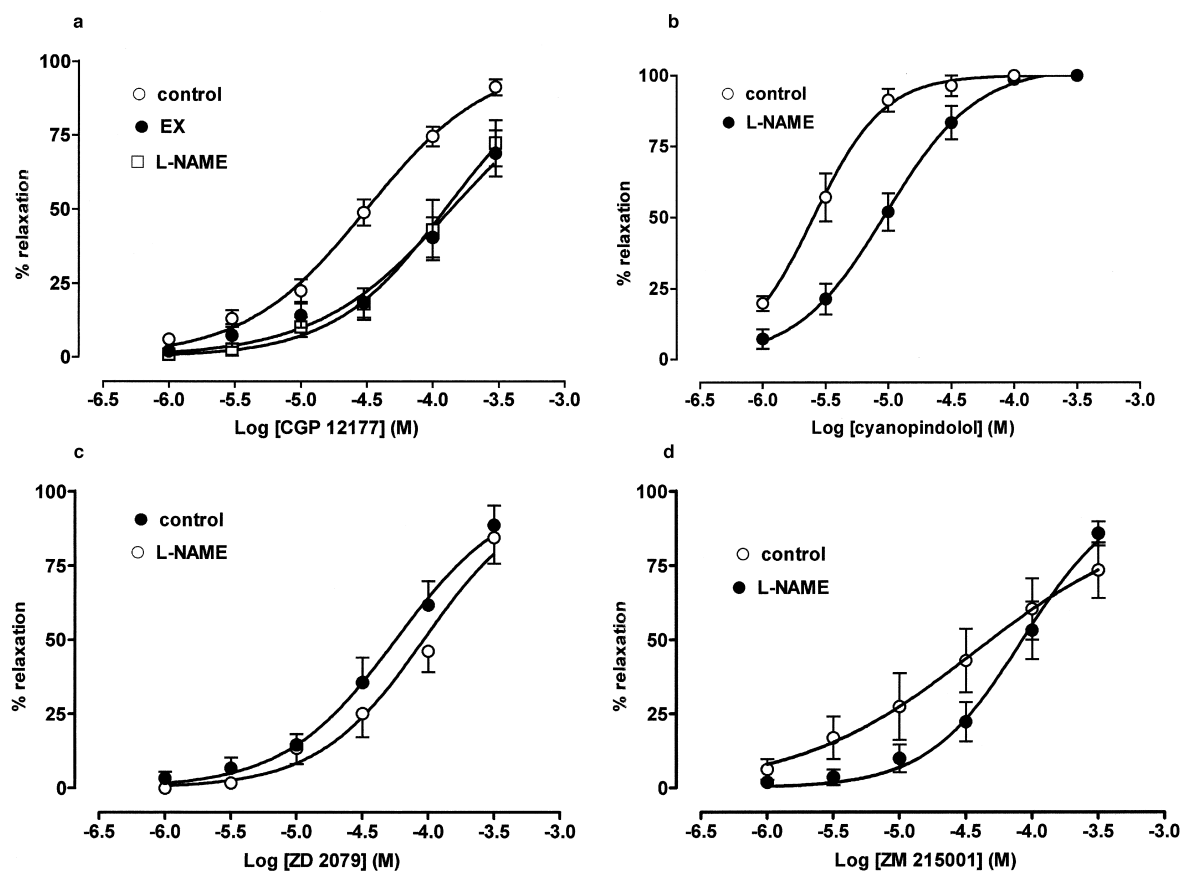 a
100
75
50
25
0
% relaxation
control
EX
L-NAME
-6.5 -6.0 -5.5 -5.0 -4.5 -4.0 -3.5 -3.0
Log [CGP 12177] (M)
b
100
75
50
25
0
% relaxation
control
L-NAME
-6.5 -6.0 -5.5 -5.0 -4.5 -4.0 -3.5 -3.0
Log [cyanopindolol] (M)
c
100
75
50
25
0
% relaxation
control
L-NAME
-6.5 -6.0 -5.5 -5.0 -4.5 -4.0 -3.5 -3.0
Log [ZD 2079] (M)
d
100
75
50
25
0
% relaxation
control
L-NAME
-6.5 -6.0 -5.5 -5.0 -4.5 -4.0 -3.5 -3.0
Log [ZM 215001] (M)